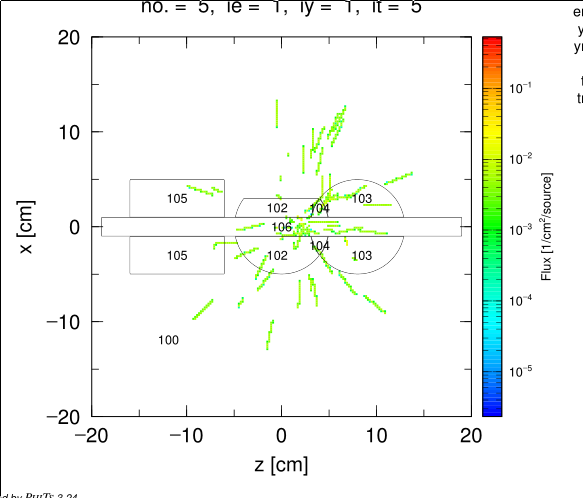 no. = 5, ie = 1, iy = 1, it = 5
20
10
0
−10
−20
−20 −10 0 10 20
x [cm]
z [cm]
105 102 104 103
106
105 102 104 103
100
10−1
10−2
10−3
10−4
10−5
Flux [1/cm2/source]
d by PHITS 3.24